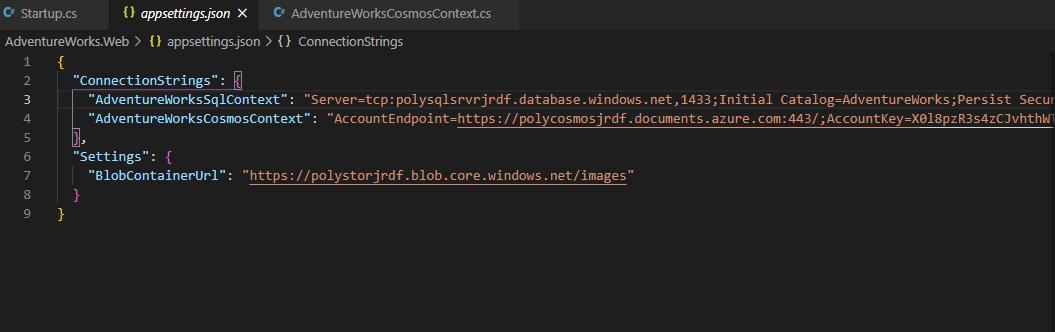 Startup.cs appsettings.json AdventureWorksCosmosContext.cs
AdventureWorks.Web > {} appsettings.json > {} ConnectionStrings
1 {
2 "ConnectionStrings": {
3 "AdventureWorksSqlContext": "Server=tcp:polysqlsrvrjrdf.database.windows.net,1433;Initial Catalog=AdventureWorks;Persist Secur
4 "AdventureWorksCosmosContext": "AccountEndpoint=https://polycosmosjrdf.documents.azure.com:443/;AccountKey=X0l8pzR3s4zCJvhthWT
5 },
6 "Settings": {
7 "BlobContainerUrl": "https://polystorjrdf.blob.core.windows.net/images"
8 }
9 }